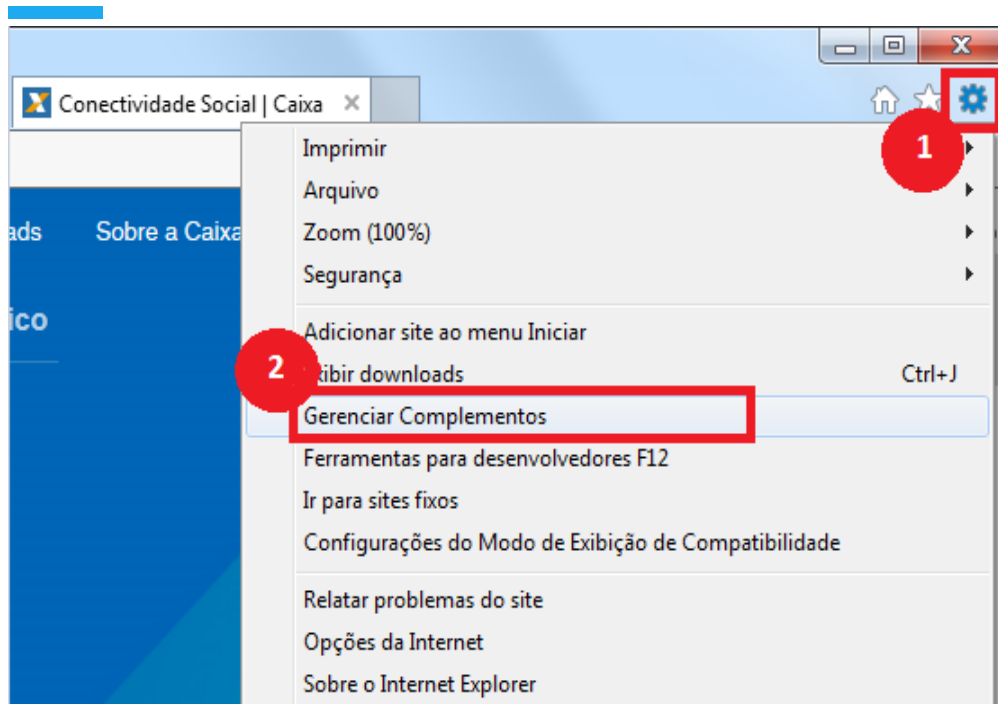 Conectividade Social | Caixa
1
Imprimir
Arquivo
ads Sobre a Caixa
Zoom (100%)
Segurança
ico
Adicionar site ao menu Iniciar
2
xibir downloads Ctrl+J
Gerenciar Complementos
Ferramentas para desenvolvedores F12
Ir para sites fixos
Configurações do Modo de Exibição de Compatibilidade
Relatar problemas do site
Opções da Internet
Sobre o Internet Explorer